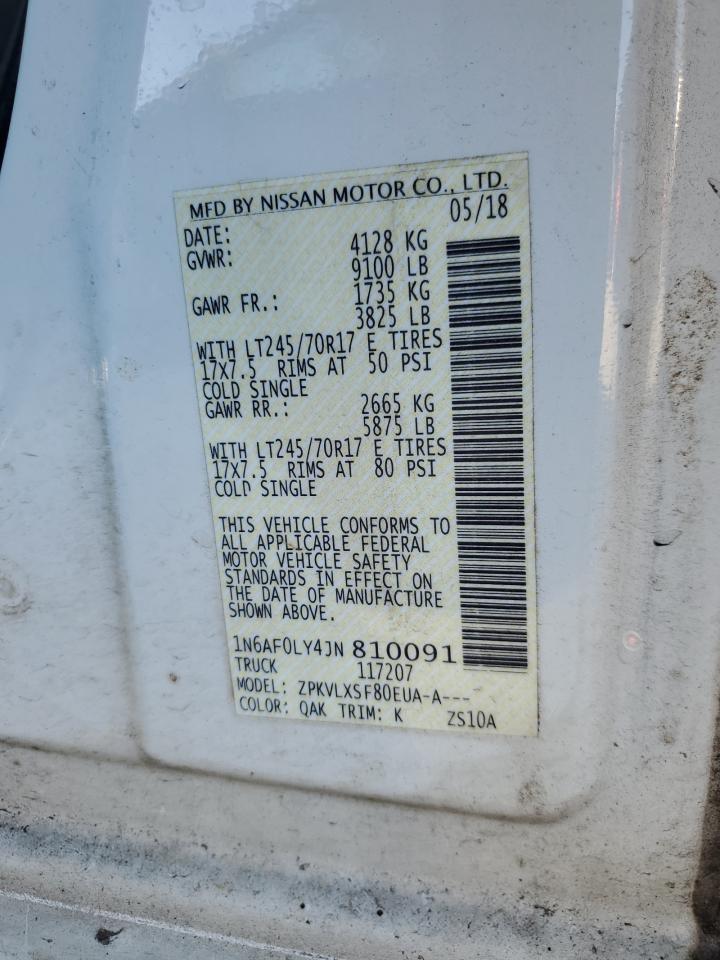 MFD BY NISSAN MOTOR CO., LTD.
DATE: 05/18
GVWR: 4128 KG
9100 LB
GAWR FR.: 1735 KG
3825 LB
WITH LT245/70R17 E TIRES
17X7.5 RIMS AT 50 PSI
COLD SINGLE
GAWR RR.: 2665 KG
5875 LB
WITH LT245/70R17 E TIRES
17X7.5 RIMS AT 80 PSI
COLD SINGLE
THIS VEHICLE CONFORMS TO
ALL APPLICABLE FEDERAL
MOTOR VEHICLE SAFETY
STANDARDS IN EFFECT ON
THE DATE OF MANUFACTURE
SHOWN ABOVE.
1N6AF0LY4JN 810091
TRUCK 117207
MODEL: ZPKVLXSF80EUA-A---
COLOR: QAK TRIM: K ZS10A